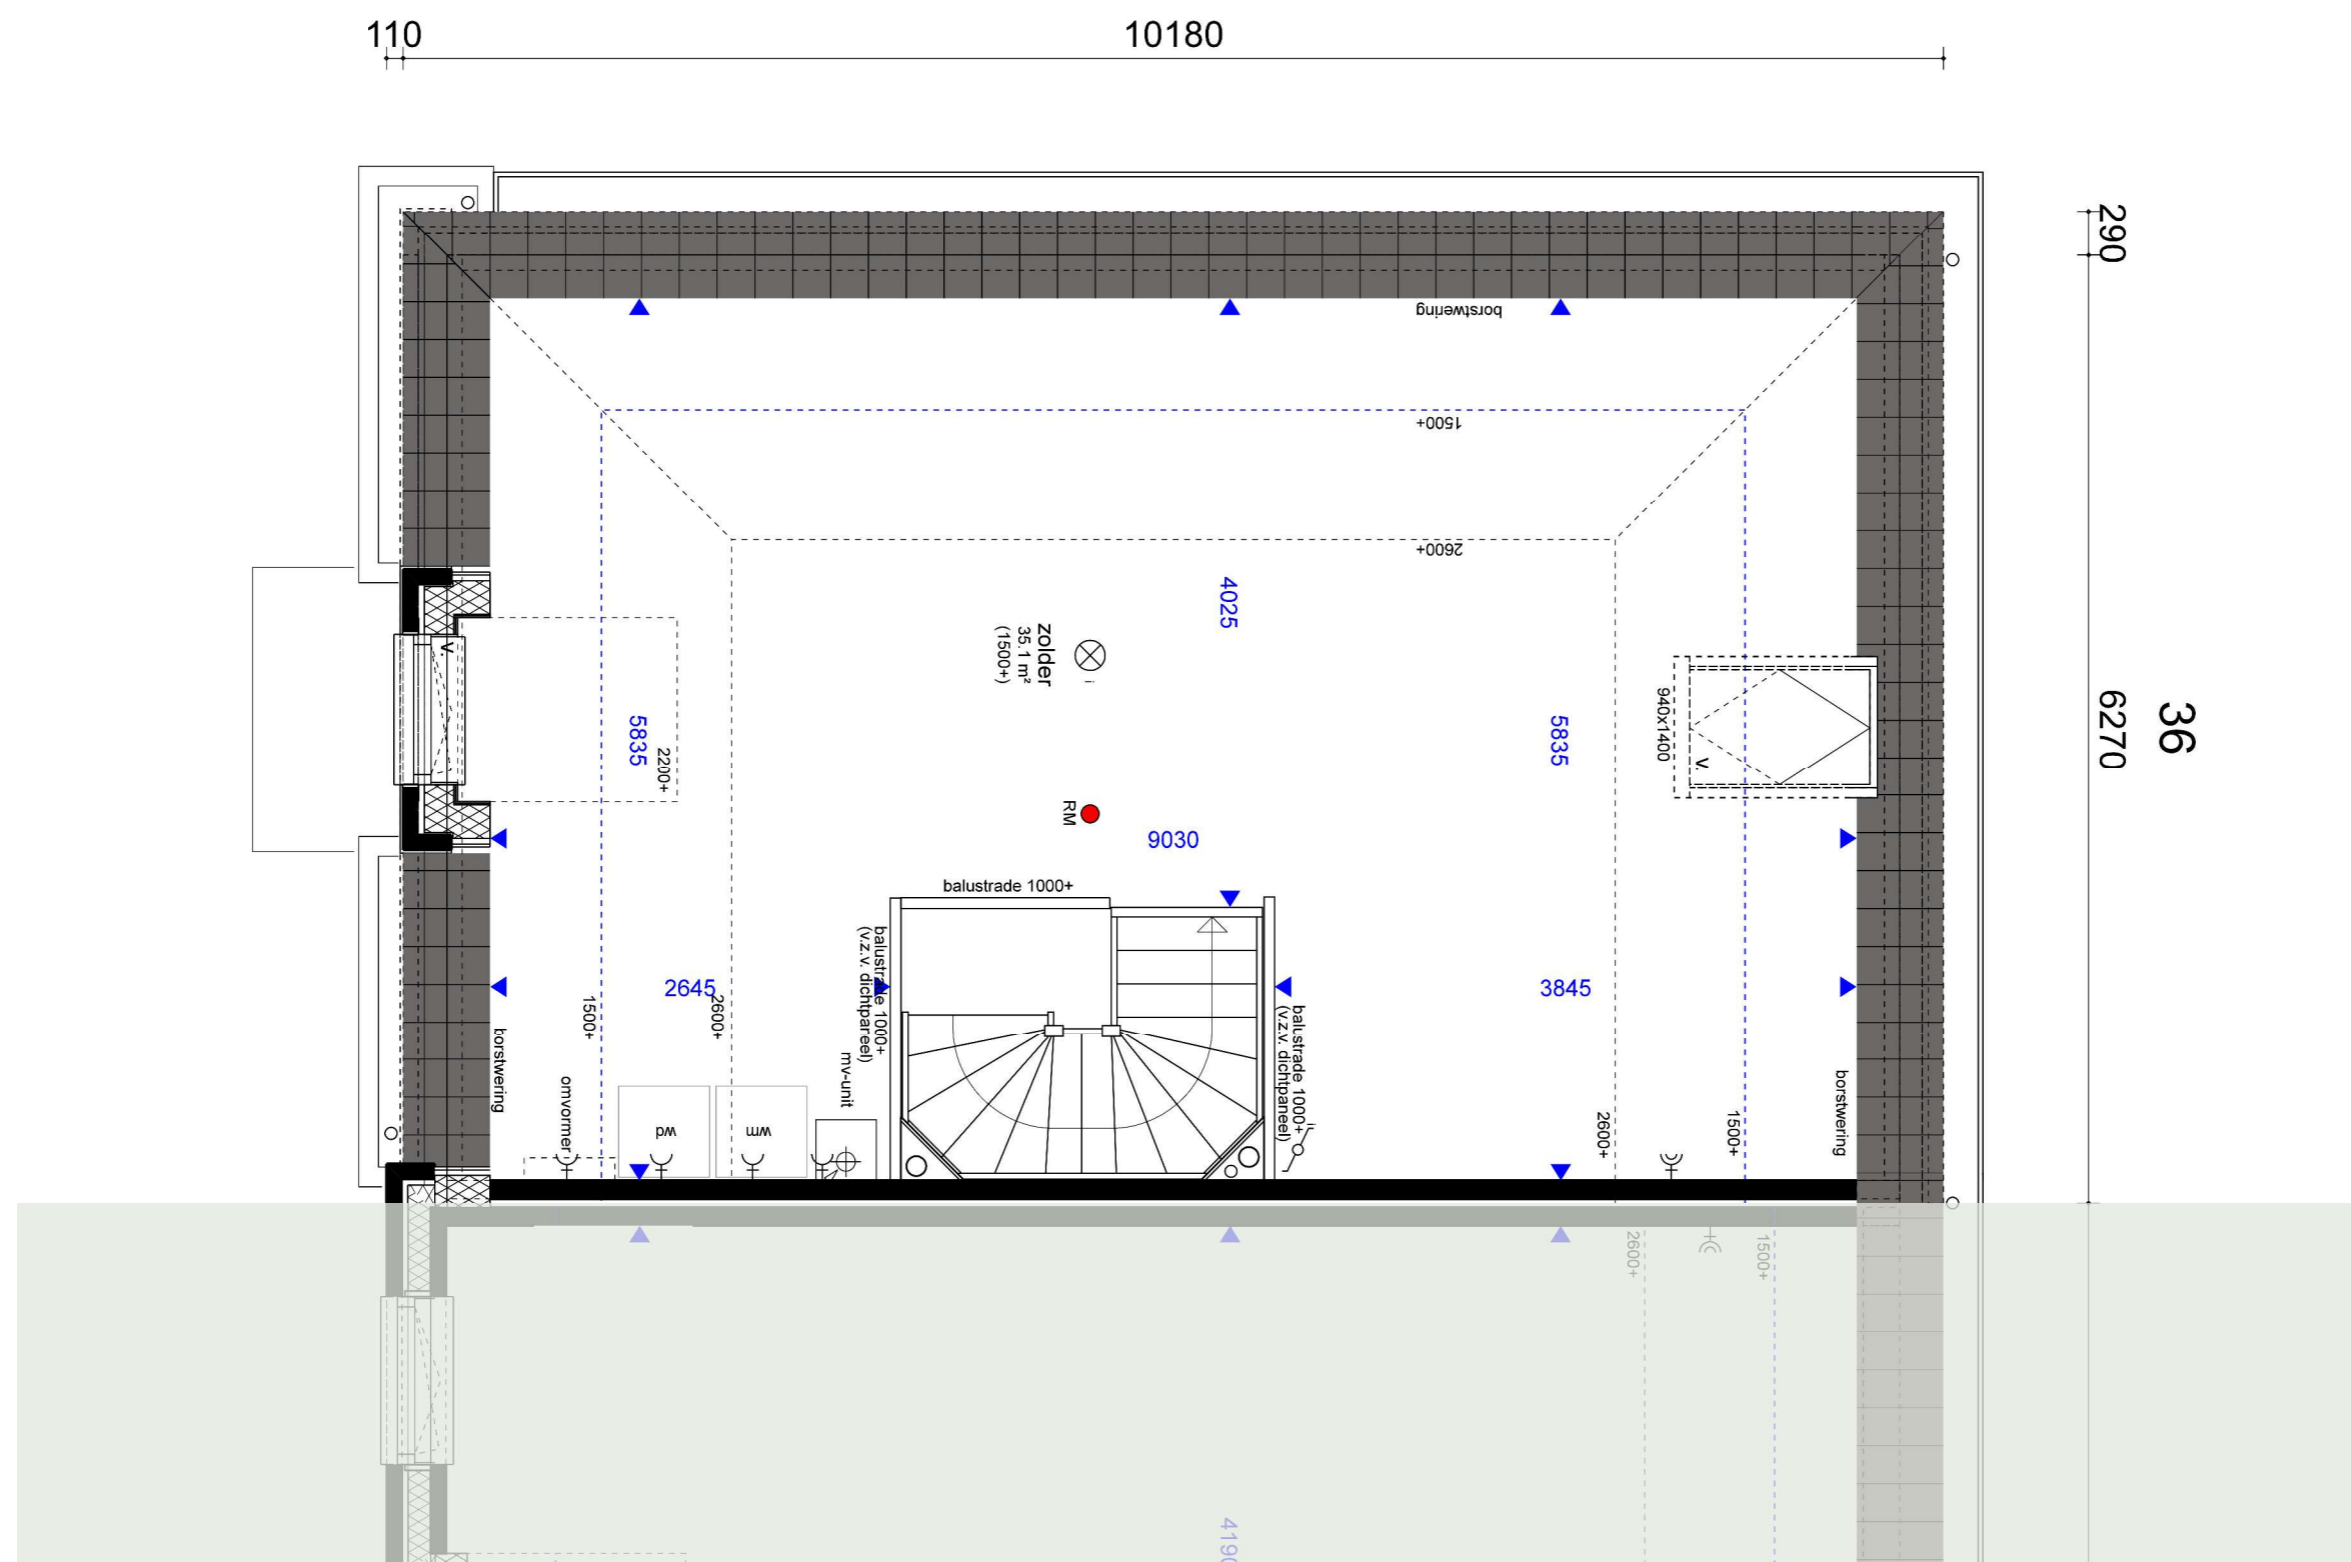 110
10180
290
borstwering
1500+
2600+
4025
zolder
35.1 m²
(1500+)
i
V.
5835
2200+
5835
940x1400
V.
6270
36
RM
9030
balustrade 1000+
balustrade 1000+
(v.z.v. dichtpaneel)
2645
3845
1500+
2600+
borstwering
omvormer
wd
wm
mv-unit
balustrade 1000+
(v.z.v. dichtpaneel)
2600+
1500+
borstwering
2600+
1500+
4190